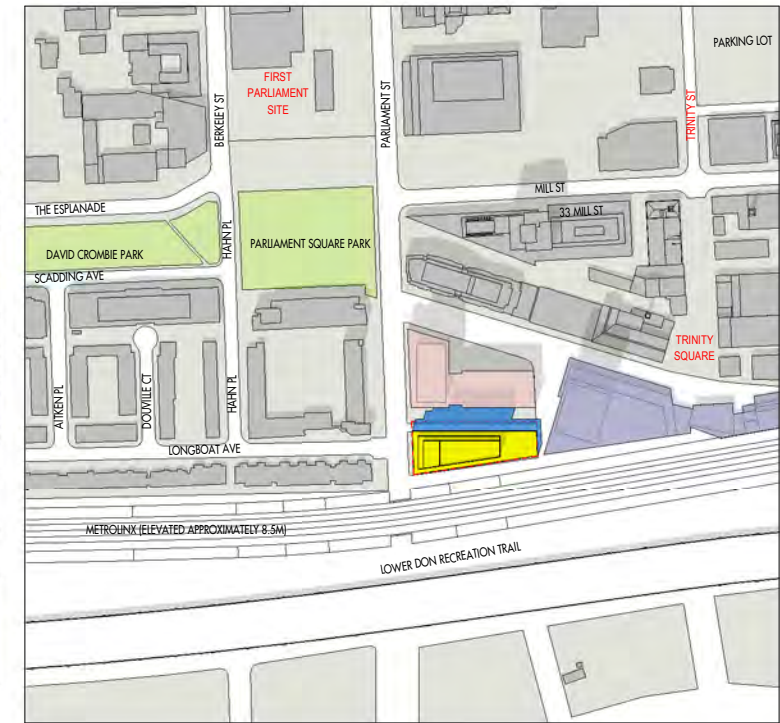 PARKING LOT
FIRST
PARLIAMENT
SITE
BERKELEY ST
PARLIAMENT ST
TRINITY ST
MILL ST
THE ESPLANADE
33 MILL ST
HAHN PL
DAVID CROMBIE PARK
PARLIAMENT SQUARE PARK
SCADDING AVE
TRINITY
SQUARE
AITKEN PL
DOUVILLE CT
HAHN PL
LONGBOAT AVE
METROLINX (ELEVATED APPROXIMATELY 8.5M)
LOWER DON RECREATION TRAIL